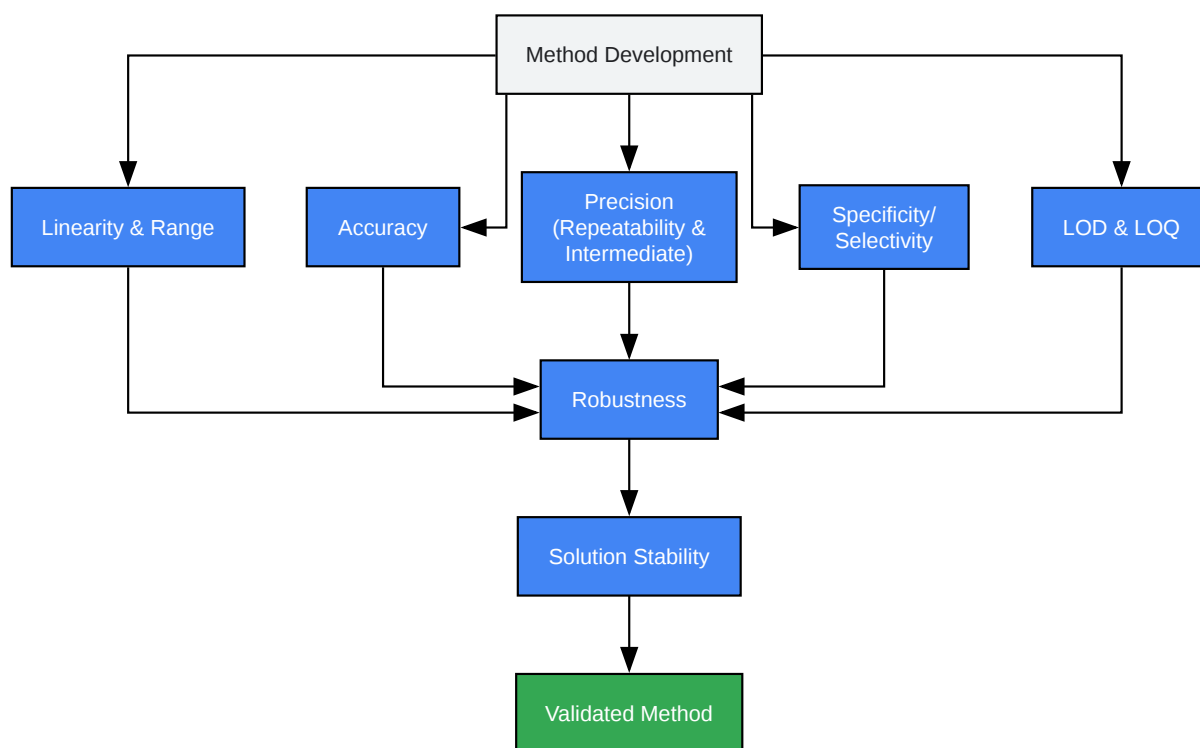 Method Development
Linearity & Range
Accuracy
Precision
(Repeatability &
Intermediate)
Specificity/
Selectivity
LOD & LOQ
Robustness
Solution Stability
Validated Method